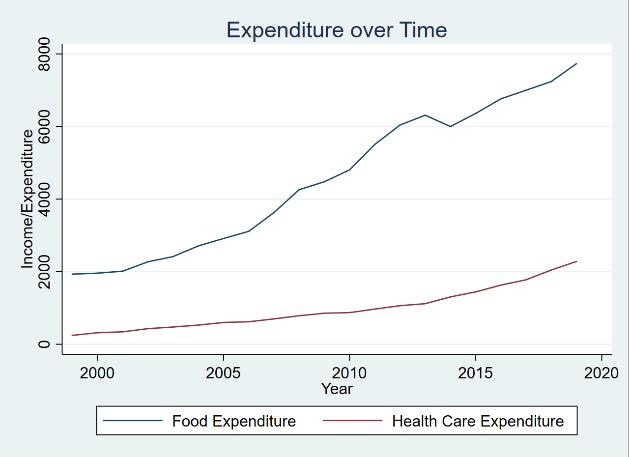 Expenditure over Time
Income/Expenditure
8000
6000
4000
2000
0
2000 2005 2010 2015 2020
Year
Food Expenditure Health Care Expenditure